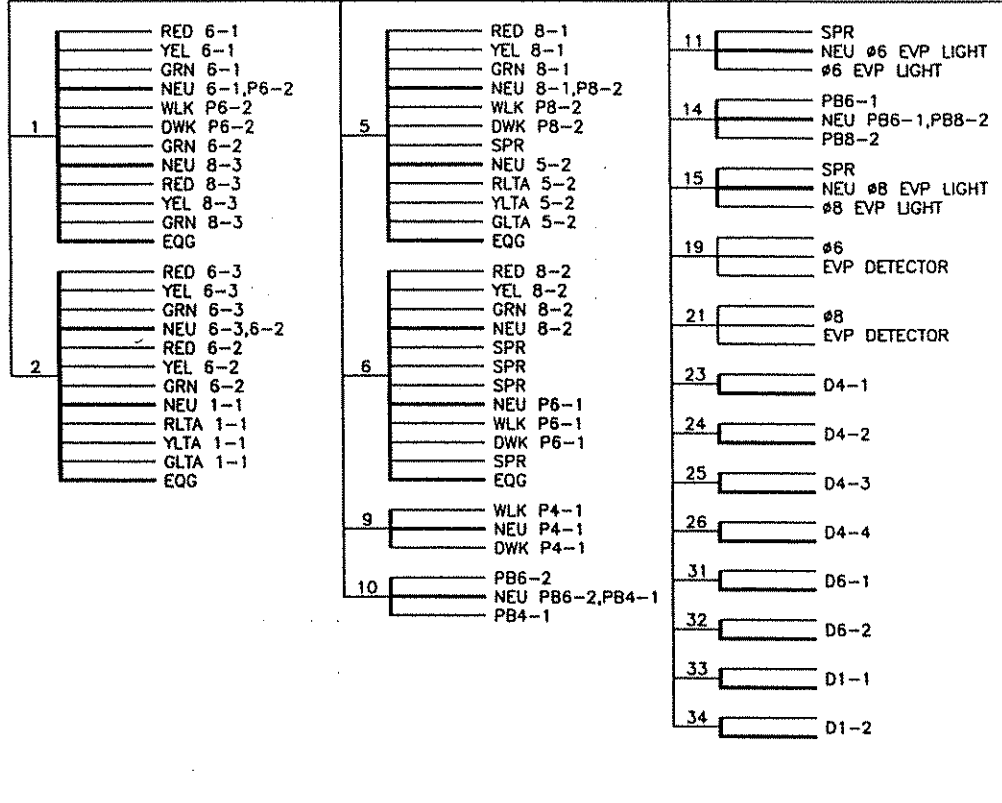 1
RED 6-1
YEL 6-1
GRN 6-1
NEU 6-1,P6-2
WLK P6-2
DWK P6-2
GRN 6-2
NEU 8-3
RED 8-3
YEL 8-3
GRN 8-3
EQG
2
RED 6-3
YEL 6-3
GRN 6-3
NEU 6-3,6-2
RED 6-2
YEL 6-2
GRN 6-2
NEU 1-1
RLTA 1-1
YLTA 1-1
GLTA 1-1
EQG
5
RED 8-1
YEL 8-1
GRN 8-1
NEU 8-1,P8-2
WLK P8-2
DWK P8-2
SPR
NEU 5-2
RLTA 5-2
YLTA 5-2
GLTA 5-2
EQG
6
RED 8-2
YEL 8-2
GRN 8-2
NEU 8-2
SPR
SPR
SPR
NEU P6-1
WLK P6-1
DWK P6-1
SPR
EQG
9
WLK P4-1
NEU P4-1
DWK P4-1
10
PB6-2
NEU PB6-2,PB4-1
PB4-1
11
SPR
NEU ø6 EVP LIGHT
ø6 EVP LIGHT
14
PB6-1
NEU PB6-1,PB8-2
PB8-2
15
SPR
NEU ø8 EVP LIGHT
ø8 EVP LIGHT
19
ø6
EVP DETECTOR
21
ø8
EVP DETECTOR
23
D4-1
24
D4-2
25
D4-3
26
D4-4
31
D6-1
32
D6-2
33
D1-1
34
D1-2